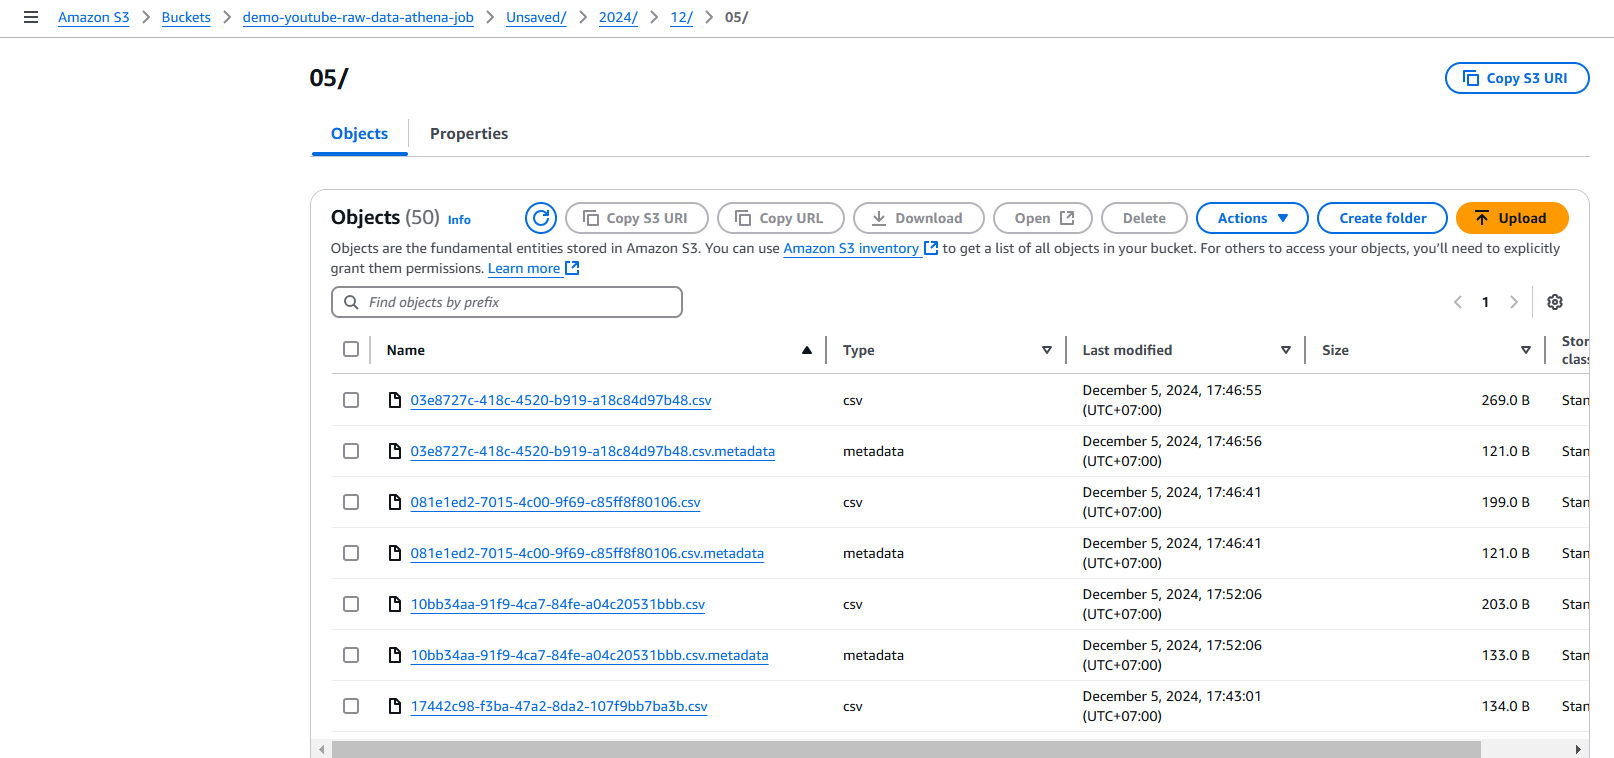 Amazon S3 > Buckets > demo-youtube-raw-data-athena-job > Unsaved/ > 2024/ > 12/ > 05/
05/
Copy S3 URI
Objects Properties
Objects (50) Info Copy S3 URI Copy URL Download Open Delete Actions Create folder Upload
Objects are the fundamental entities stored in Amazon S3. You can use Amazon S3 inventory to get a list of all objects in your bucket. For others to access your objects, you’ll need to explicitly
grant them permissions. Learn more
Find objects by prefix
1
Name Type Last modified Size Stor
clas
03e8727c-418c-4520-b919-a18c84d97b48.csv csv December 5, 2024, 17:46:55 (UTC+07:00) 269.0 B Stan
03e8727c-418c-4520-b919-a18c84d97b48.csv.metadata metadata December 5, 2024, 17:46:56 (UTC+07:00) 121.0 B Stan
081e1ed2-7015-4c00-9f69-c85ff8f80106.csv csv December 5, 2024, 17:46:41 (UTC+07:00) 199.0 B Stan
081e1ed2-7015-4c00-9f69-c85ff8f80106.csv.metadata metadata December 5, 2024, 17:46:41 (UTC+07:00) 121.0 B Stan
10bb34aa-91f9-4ca7-84fe-a04c20531bbb.csv csv December 5, 2024, 17:52:06 (UTC+07:00) 203.0 B Stan
10bb34aa-91f9-4ca7-84fe-a04c20531bbb.csv.metadata metadata December 5, 2024, 17:52:06 (UTC+07:00) 133.0 B Stan
17442c98-f3ba-47a2-8da2-107f9bb7ba3b.csv csv December 5, 2024, 17:43:01 (UTC+07:00) 134.0 B Stan